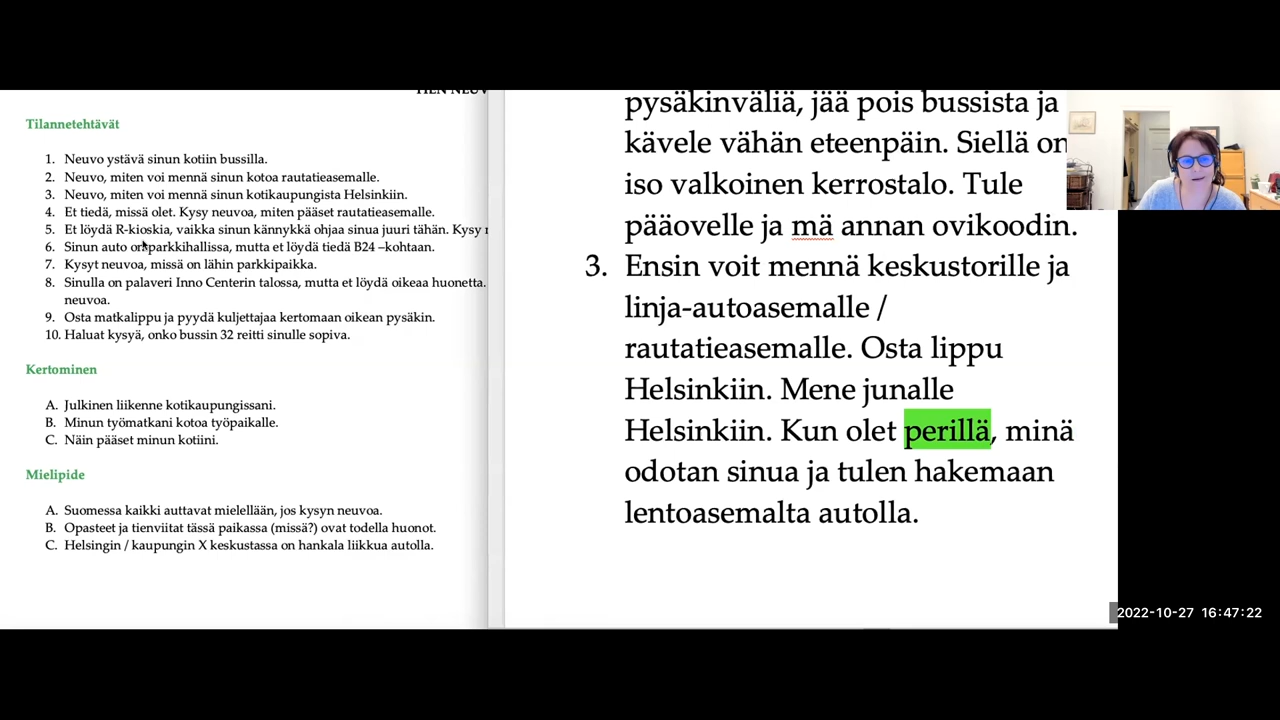 Tilannetehtävät
1. Neuvo ystävä sinun kotiin bussilla.
2. Neuvo, miten voi mennä sinun kotoa rautatieasemalle.
3. Neuvo, miten voi mennä sinun kotikaupungista Helsinkiin.
4. Et tiedä, missä olet. Kysy neuvoa, miten pääset rautatieasemalle.
5. Et löydä R-kioskia, vaikka sinun kännykkä ohjaa sinua juuri tähän. Kysy
6. Sinun auto on parkkihallissa, mutta et löydä tiedä B24 –kohtaan.
7. Kysyt neuvoa, missä on lähin parkkipaikka.
8. Sinulla on palaveri Inno Centerin talossa, mutta et löydä oikeaa huonetta.
neuvoa.
9. Osta matkalippu ja pyydä kuljettajaa kertomaan oikean pysäkin.
10. Haluat kysyä, onko bussin 32 reitti sinulle sopiva.
Kertominen
A. Julkinen liikenne kotikaupungissani.
B. Minun työmatkani kotoa työpaikalle.
C. Näin pääset minun kotiini.
Mielipide
A. Suomessa kaikki auttavat mielellään, jos kysyn neuvoa.
B. Opasteet ja tienviitat tässä paikassa (missä?) ovat todella huonot.
C. Helsingin / kaupungin X keskustassa on hankala liikkua autolla.
pysäkinväliä, jää pois bussista ja
kävele vähän eteenpäin. Siellä on
iso valkoinen kerrostalo. Tule
pääovelle ja mä annan ovikoodin.
3. Ensin voit mennä keskustorille ja
linja-autoasemalle /
rautatieasemalle. Osta lippu
Helsinkiin. Mene junalle
Helsinkiin. Kun olet perillä, minä
odotan sinua ja tulen hakemaan
lentoasemalta autolla.
2022-10-27 16:47:22